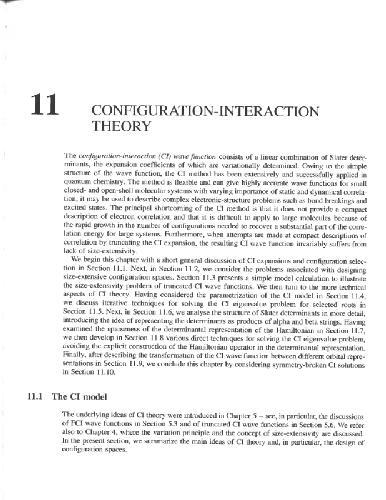 11 CONFIGURATION-INTERACTION
THEORY
The configuration-interaction (CI) wave function consists of a linear combination of Slater deter-
minants, the expansion coefficients of which are variationally determined. Owing to the simple
structure of the wave function, the CI method has been extensively and successfully applied in
quantum chemistry. The method is flexible and can give highly accurate wave functions for small
closed- and open-shell molecular systems with varying importance of static and dynamical correla-
tion; it may be used to describe complex electronic-structure problems such as bond breakings and
excited states. The principal shortcoming of the CI method is that it does not provide a compact
description of electron correlation and that it is difficult to apply to large molecules because of
the rapid growth in the number of configurations needed to recover a substantial part of the corre-
lation energy for large systems. Furthermore, when attempts are made at compact descriptions of
correlation by truncating the CI expansion, the resulting CI wave function invariably suffers from
lack of size-extensivity.
We begin this chapter with a short general discussion of CI expansions and configuration selec-
tion in Section 11.1. Next, in Section 11.2, we consider the problems associated with designing
size-extensive configuration spaces. Section 11.3 presents a simple model calculation to illustrate
the size-extensivity problem of truncated CI wave functions. We then turn to the more technical
aspects of CI theory. Having considered the parametrization of the CI model in Section 11.4,
we discuss iterative techniques for solving the CI eigenvalue problem for selected roots in
Section 11.5. Next, in Section 11.6, we analyse the structure of Slater determinants in more detail,
introducing the idea of representing the determinants as products of alpha and beta strings. Having
examined the sparseness of the determinantal representation of the Hamiltonian in Section 11.7,
we then develop in Section 11.8 various direct techniques for solving the CI eigenvalue problem,
avoiding the explicit construction of the Hamiltonian operator in the determinantal representation.
Finally, after describing the transformation of the CI wave function between different orbital repre-
sentations in Section 11.9, we conclude this chapter by considering symmetry-broken CI solutions
in Section 11.10.
11.1 The CI model
The underlying ideas of CI theory were introduced in Chapter 5 – see, in particular, the discussions
of FCI wave functions in Section 5.3 and of truncated CI wave functions in Section 5.6. We refer
also to Chapter 4, where the variation principle and the concept of size-extensivity are discussed.
In the present section, we summarize the main ideas of CI theory and, in particular, the design of
configuration spaces.